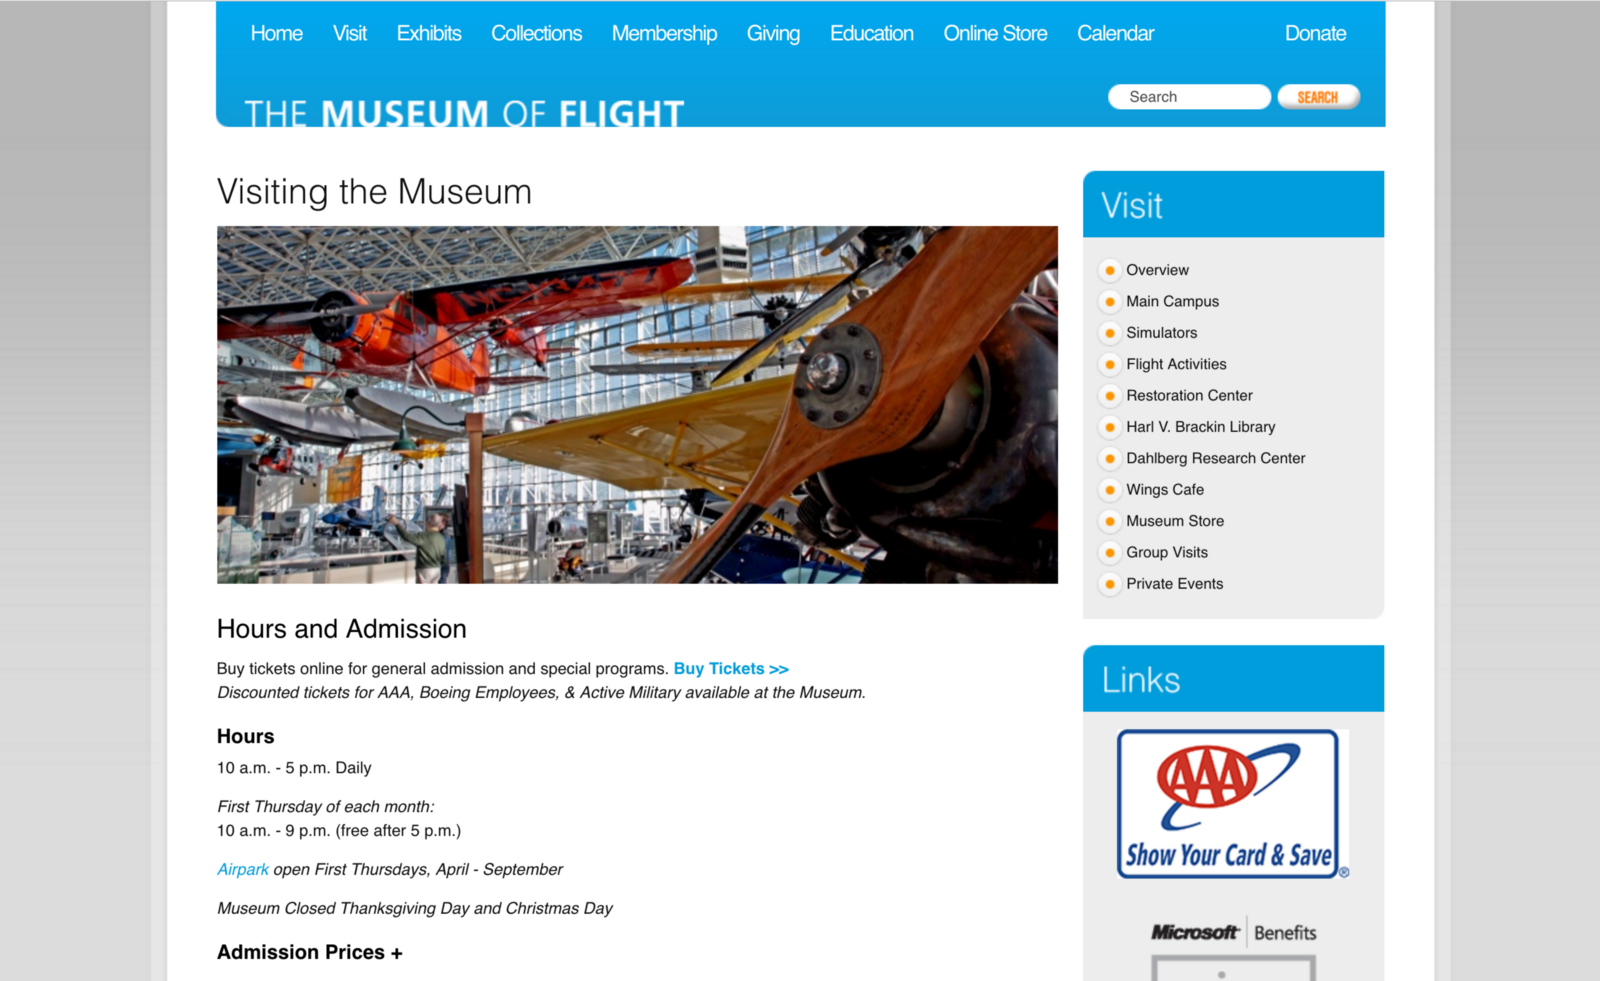 Home Visit Exhibits Collections Membership Giving Education Online Store Calendar Donate
THE MUSEUM OF FLIGHT
Search SEARCH
Visiting the Museum
Hours and Admission
Buy tickets online for general admission and special programs. Buy Tickets >>
Discounted tickets for AAA, Boeing Employees, & Active Military available at the Museum.
Hours
10 a.m. - 5 p.m. Daily
First Thursday of each month:
10 a.m. - 9 p.m. (free after 5 p.m.)
Airpark open First Thursdays, April - September
Museum Closed Thanksgiving Day and Christmas Day
Admission Prices +
Visit
Overview
Main Campus
Simulators
Flight Activities
Restoration Center
Harl V. Brackin Library
Dahlberg Research Center
Wings Cafe
Museum Store
Group Visits
Private Events
Links
AAA
Show Your Card & Save®
Microsoft Benefits